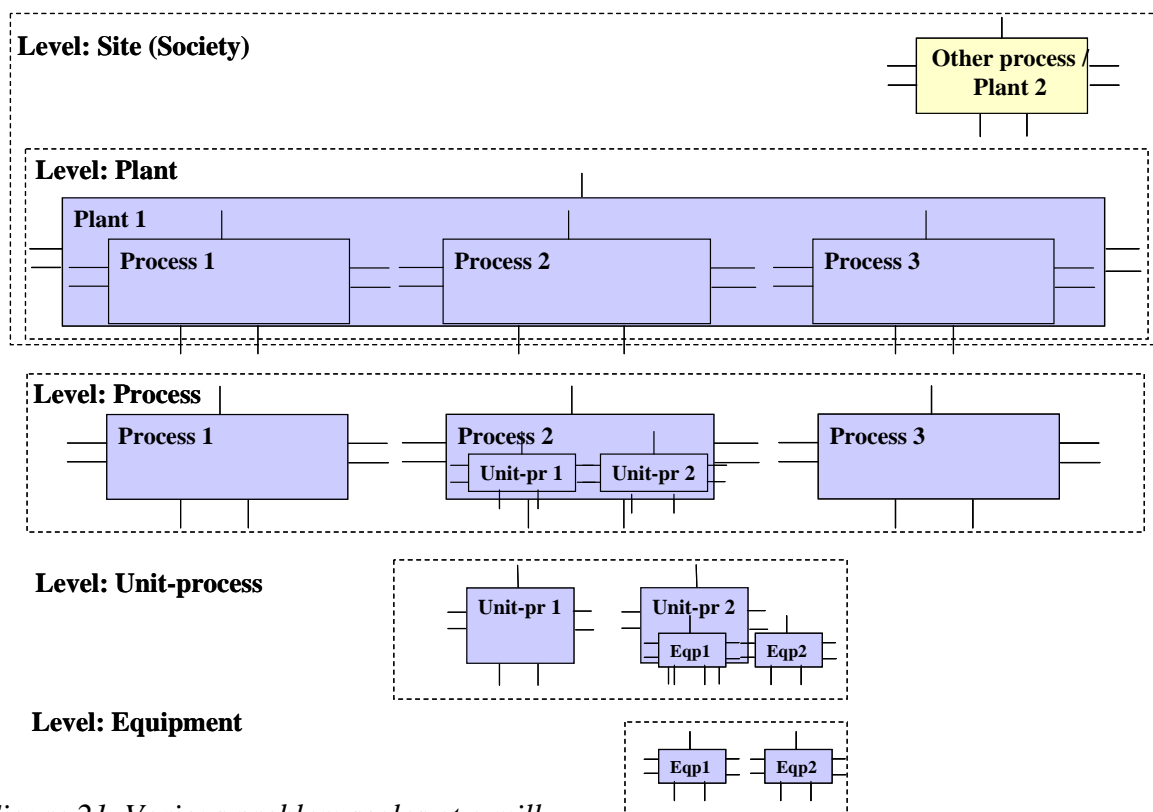 Level: Site (Society)
Other process /
Plant 2
Level: Plant
Plant 1
Process 1
Process 2
Process 3
Level: Process
Process 1
Process 2
Process 3
Unit-pr 1
Unit-pr 2
Level: Unit-process
Unit-pr 1
Unit-pr 2
Eqp1
Eqp2
Level: Equipment
Eqp1
Eqp2